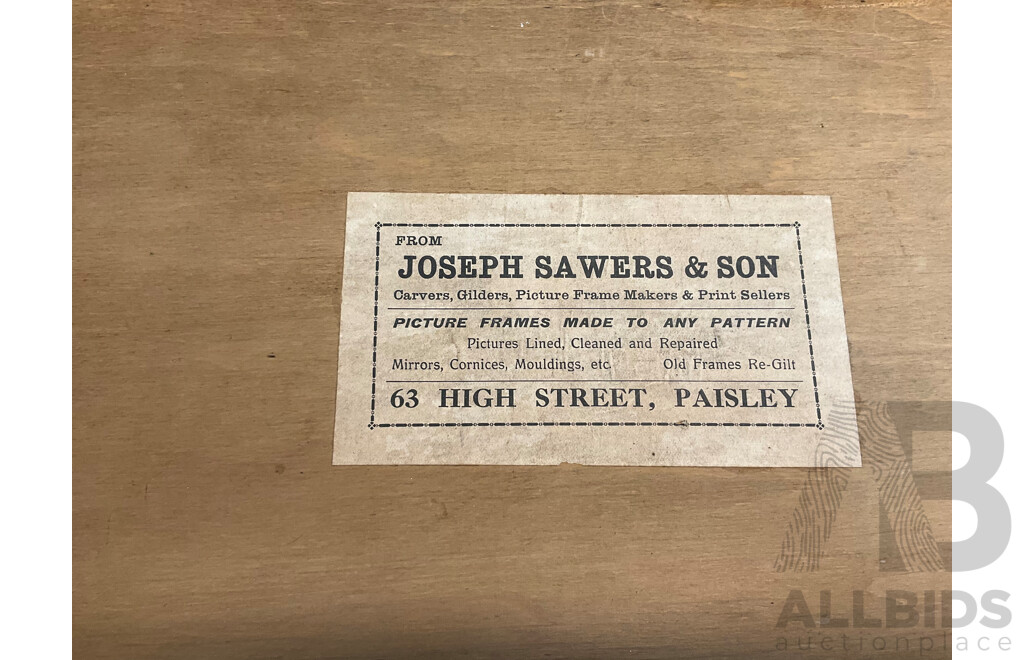 FROM
JOSEPH SAWERS & SON
Carvers, Gilders, Picture Frame Makers & Print Sellers
PICTURE FRAMES MADE TO ANY PATTERN
Pictures Lined, Cleaned and Repaired
Mirrors, Cornices, Mouldings, etc. Old Frames Re-Gilt
63 HIGH STREET, PAISLEY
AB
ALLBIDS
auctionplace